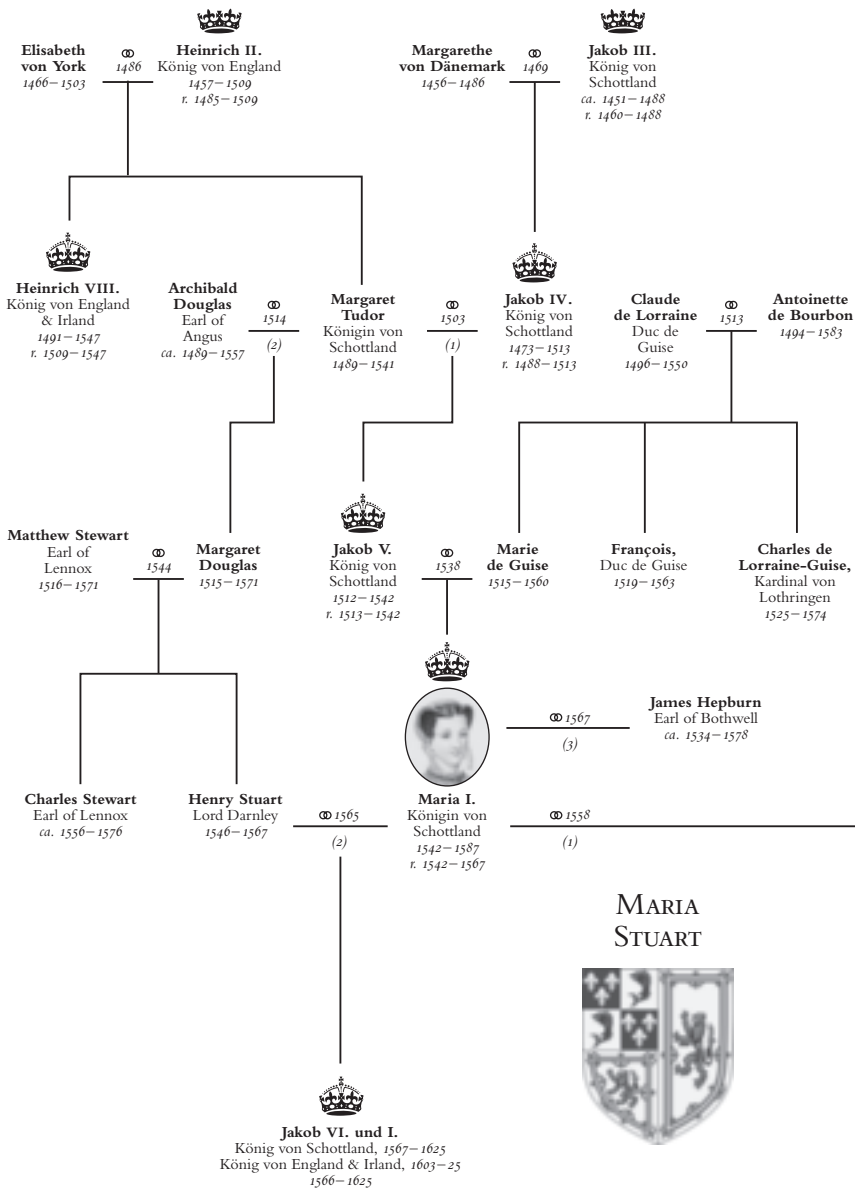 Elisabeth
von York
1466–1503
⚭
1486
Heinrich II.
König von England
1457–1509
r. 1485–1509
Margarethe
von Dänemark
1456–1486
⚭
1469
Jakob III.
König von
Schottland
ca. 1451–1488
r. 1460–1488
Heinrich VIII.
König von England
& Irland
1491–1547
r. 1509–1547
Archibald
Douglas
Earl of
Angus
ca. 1489–1557
⚭
1514
(2)
Margaret
Tudor
Königin von
Schottland
1489–1541
⚭
1503
(1)
Jakob IV.
König von
Schottland
1473–1513
r. 1488–1513
Claude
de Lorraine
Duc de
Guise
1496–1550
⚭
1513
Antoinette
de Bourbon
1494–1583
Matthew Stewart
Earl of
Lennox
1516–1571
⚭
1544
Margaret
Douglas
1515–1571
Jakob V.
König von
Schottland
1512–1542
r. 1513–1542
⚭
1538
Marie
de Guise
1515–1560
François,
Duc de Guise
1519–1563
Charles de
Lorraine-Guise,
Kardinal von
Lothringen
1525–1574
⚭ 1567
(3)
James Hepburn
Earl of Bothwell
ca. 1534–1578
Charles Stewart
Earl of Lennox
ca. 1556–1576
Henry Stuart
Lord Darnley
1546–1567
⚭ 1565
(2)
Maria I.
Königin von
Schottland
1542–1587
r. 1542–1567
⚭ 1558
(1)
Maria
Stuart
Jakob VI. und I.
König von Schottland, 1567–1625
König von England & Irland, 1603–25
1566–1625